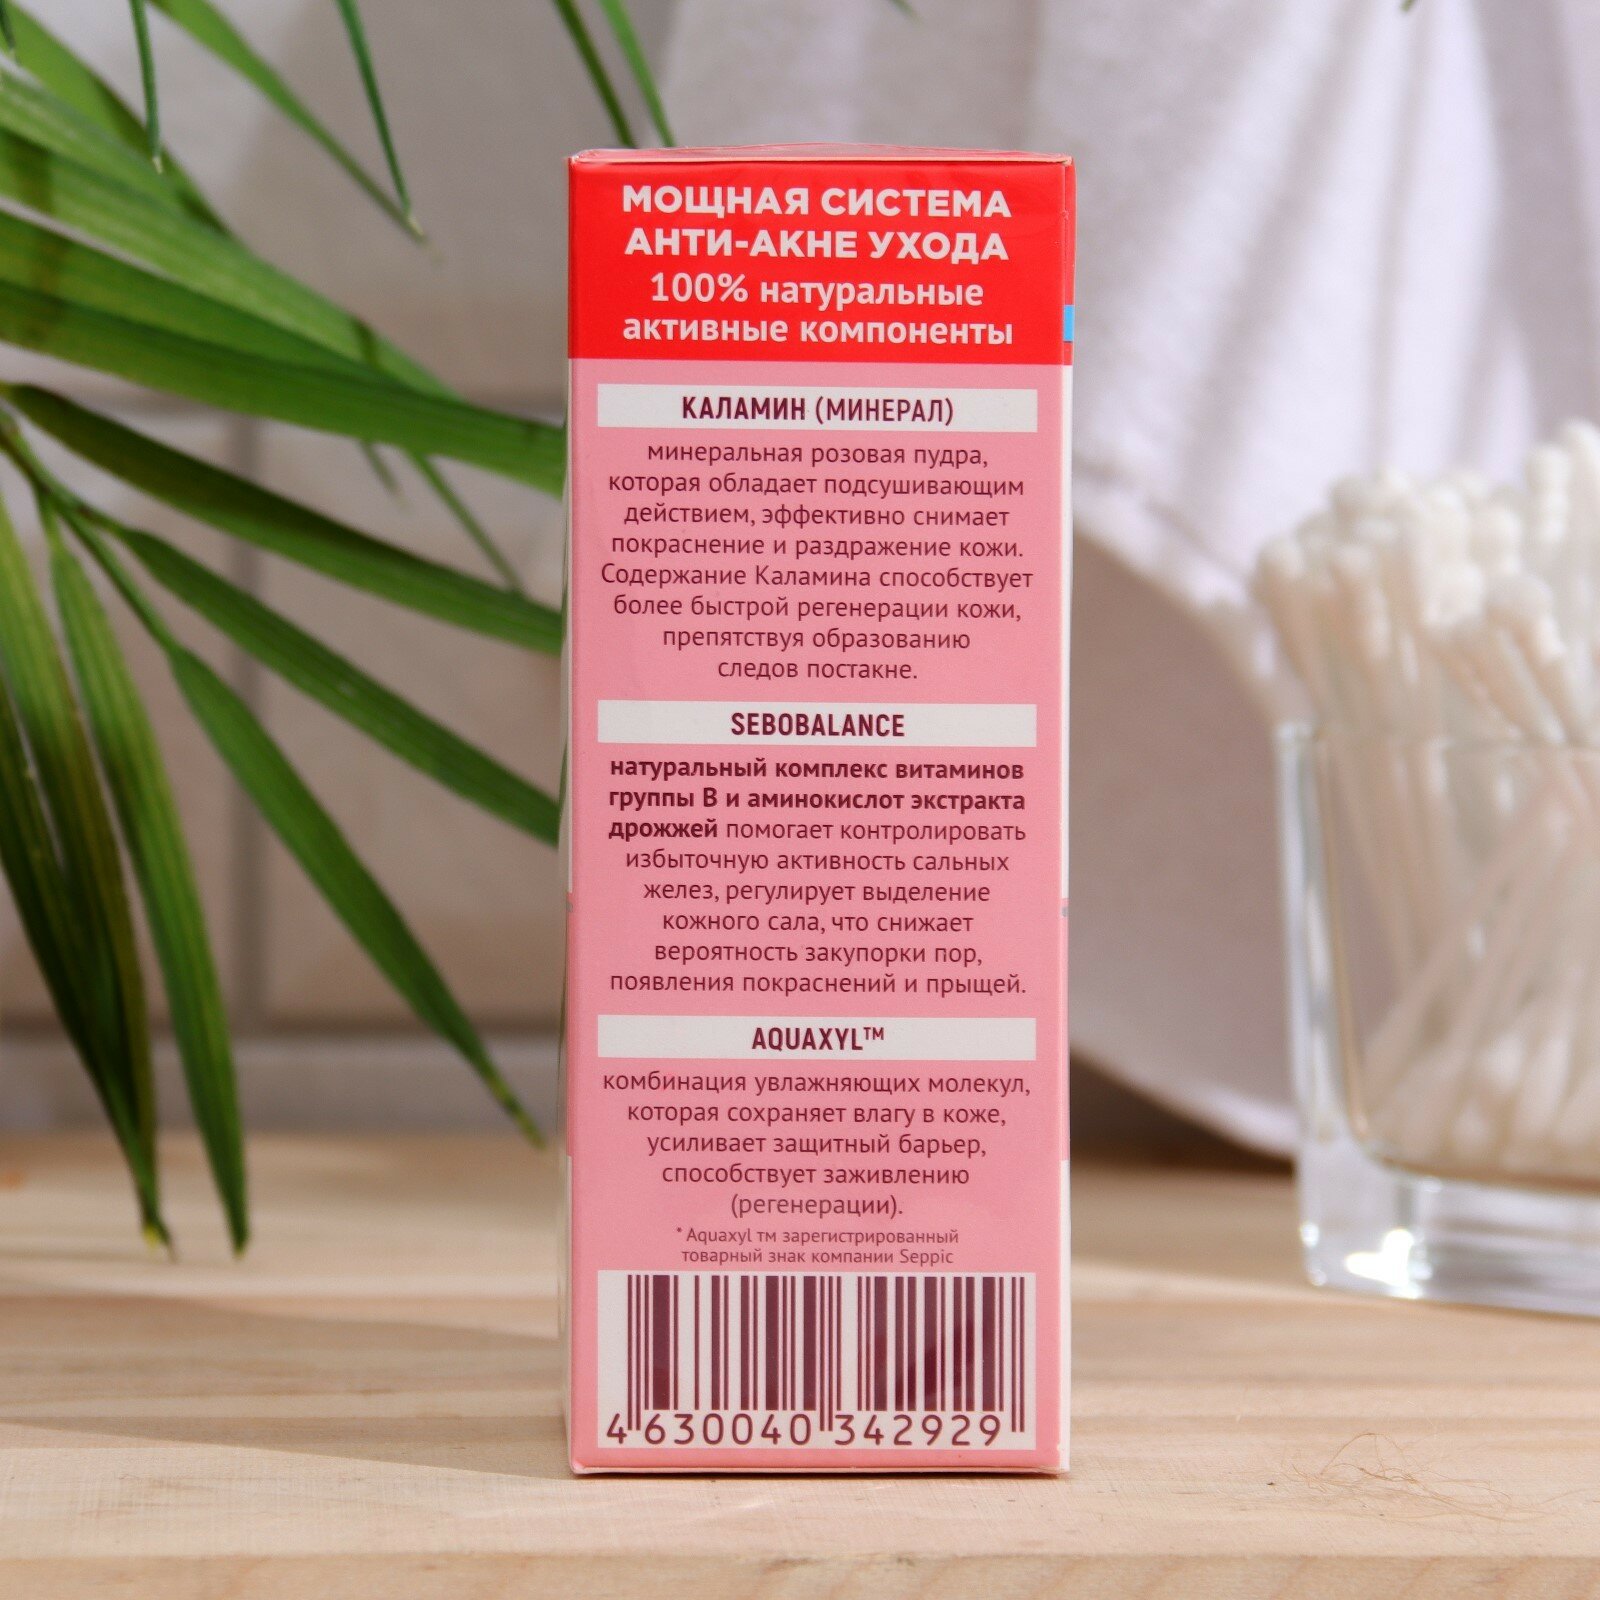 МОЩНАЯ СИСТЕМА
АНТИ-АКНЕ УХОДА
100% натуральные
активные компоненты
КАЛАМИН (МИНЕРАЛ)
минеральная розовая пудра,
которая обладает подсушивающим
действием, эффективно снимает
покраснение и раздражение кожи.
Содержание Каламина способствует
более быстрой регенерации кожи,
препятствуя образованию
следов постакне.
SEBOBALANCE
натуральный комплекс витаминов
группы В и аминокислот экстракта
дрожжей помогает контролировать
избыточную активность сальных
желез, регулирует выделение
кожного сала, что снижает
вероятность закупорки пор,
появления покраснений и прыщей.
AQUAXYL™
комбинация увлажняющих молекул,
которая сохраняет влагу в коже,
усиливает защитный барьер,
способствует заживлению
(регенерации).
* Aquaxyl тм зарегистрированный
товарный знак компании Seppic
4 630040 342929